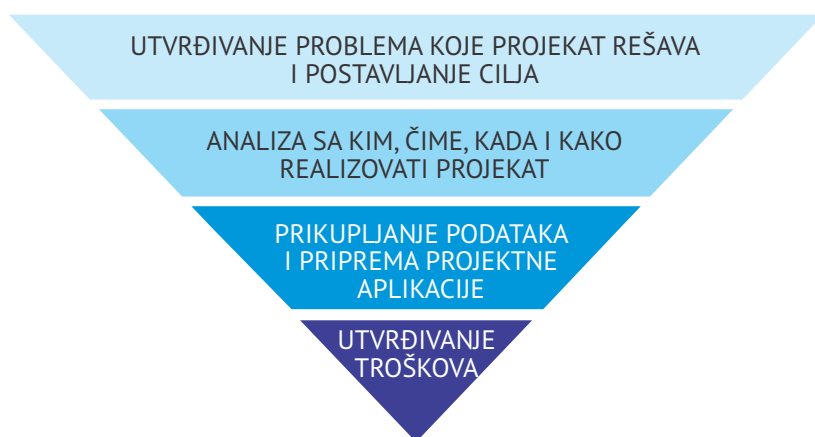 UTVRĐIVANJE PROBLEMA KOJE PROJEKAT REŠAVA
I POSTAVLJANJE CILJA
ANALIZA SA KIM, ČIME, KADA I KAKO
REALIZOVATI PROJEKAT
PRIKUPLJANJE PODATAKA
I PRIPREMA PROJEKTNE
APLIKACIJE
UTVRĐIVANJE
TROŠKOVA